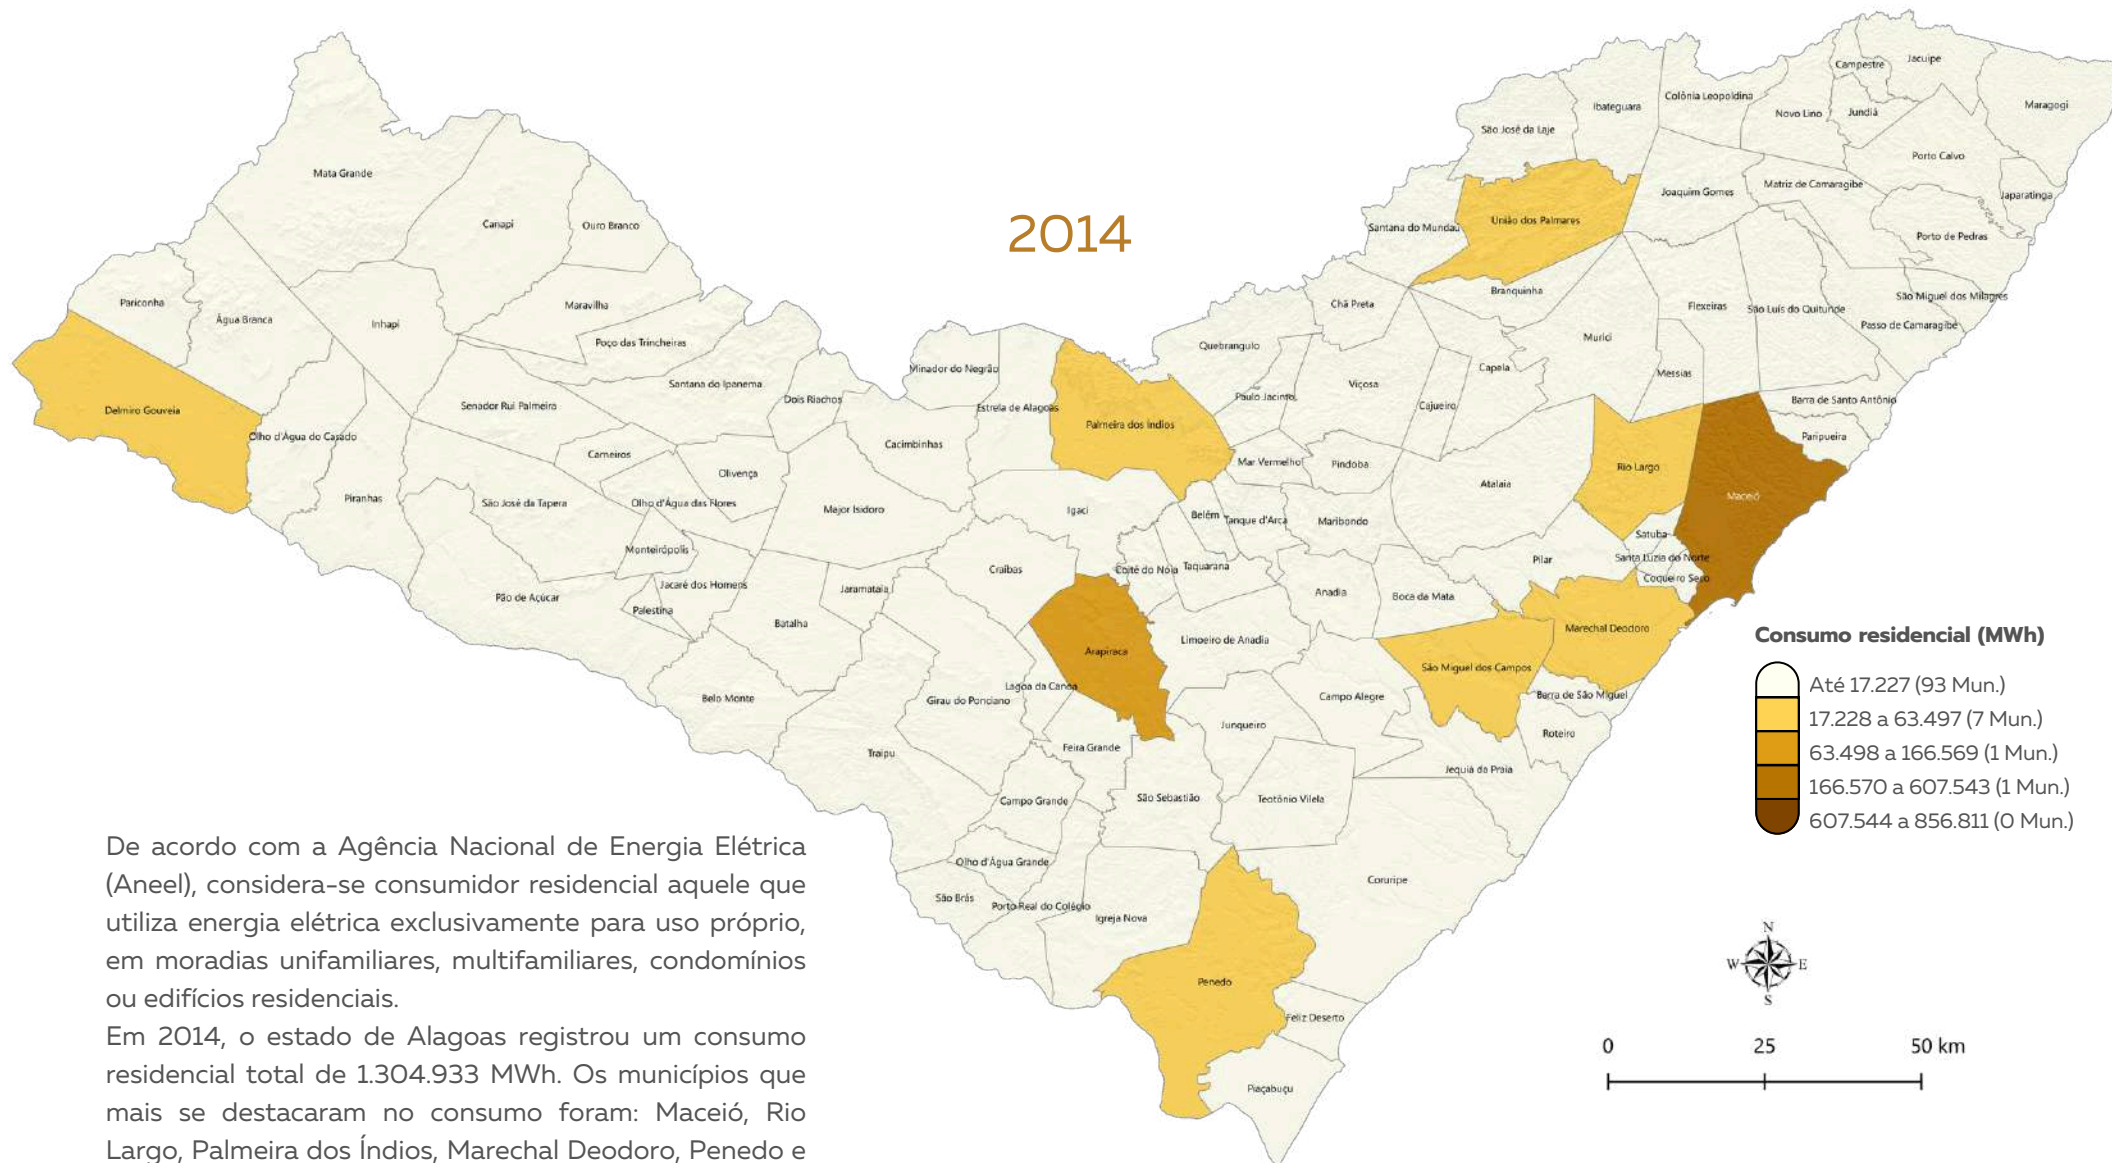 2014
Campestre
Jacuipe
Maragogi
Ibateguara
Colônia Leopoldina
Novo Lino
Jundiá
São José da Laje
Porto Calvo
Mata Grande
Joaquim Gomes
Matriz de Camaragibe
Japaratinga
Canapi
Ouro Branco
Santana do Mundaú
União dos Palmares
Porto de Pedras
Pariconha
Água Branca
Inhapi
Maravilha
Chã Preta
Branquinha
Flexeiras
São Luís do Quitunde
São Miguel dos Milagres
Passo de Camaragibe
Poço das Trincheiras
Quebrangulo
Murici
Minador do Negrão
Santana do Ipanema
Viçosa
Capela
Messias
Delmiro Gouveia
Senador Rui Palmeira
Dois Riachos
Estrela de Alagoas
Paulo Jacinto
Cajueiro
Barra de Santo Antônio
Olho d'Água do Casado
Cacimbinhas
Palmeira dos Índios
Paripueira
Carneiros
Olivença
Mar Vermelho
Pindoba
Rio Largo
Piranhas
São José da Tapera
Olho d'Água das Flores
Major Isidoro
Igaci
Belém
Tanque d'Arca
Maribondo
Atalaia
Maceió
Monteirópolis
Satuba
Santa Luzia do Norte
Pilar
Craíbas
Coité do Nóia
Taquarana
Coqueiro Seco
Pão de Açúcar
Jacaré dos Homens
Jaramataia
Anadia
Boca da Mata
Palestina
Batalha
Arapiraca
Limoeiro de Anadia
Marechal Deodoro
Belo Monte
Lagoa da Canoa
Girau do Ponciano
São Miguel dos Campos
Campo Alegre
Barra de São Miguel
Junqueiro
Roteiro
Traipu
Feira Grande
Jequiá da Praia
Campo Grande
São Sebastião
Teotônio Vilela
Olho d'Água Grande
Coruripe
São Brás
Porto Real do Colégio
Igreja Nova
Penedo
Feliz Deserto
Piaçabuçu
Consumo residencial (MWh)
Até 17.227 (93 Mun.)
17.228 a 63.497 (7 Mun.)
63.498 a 166.569 (1 Mun.)
166.570 a 607.543 (1 Mun.)
607.544 a 856.811 (0 Mun.)
N
W E
S
0 25 50 km
De acordo com a Agência Nacional de Energia Elétrica
(Aneel), considera-se consumidor residencial aquele que
utiliza energia elétrica exclusivamente para uso próprio,
em moradias unifamiliares, multifamiliares, condomínios
ou edifícios residenciais.
Em 2014, o estado de Alagoas registrou um consumo
residencial total de 1.304.933 MWh. Os municípios que
mais se destacaram no consumo foram: Maceió, Rio
Largo, Palmeira dos Índios, Marechal Deodoro, Penedo e